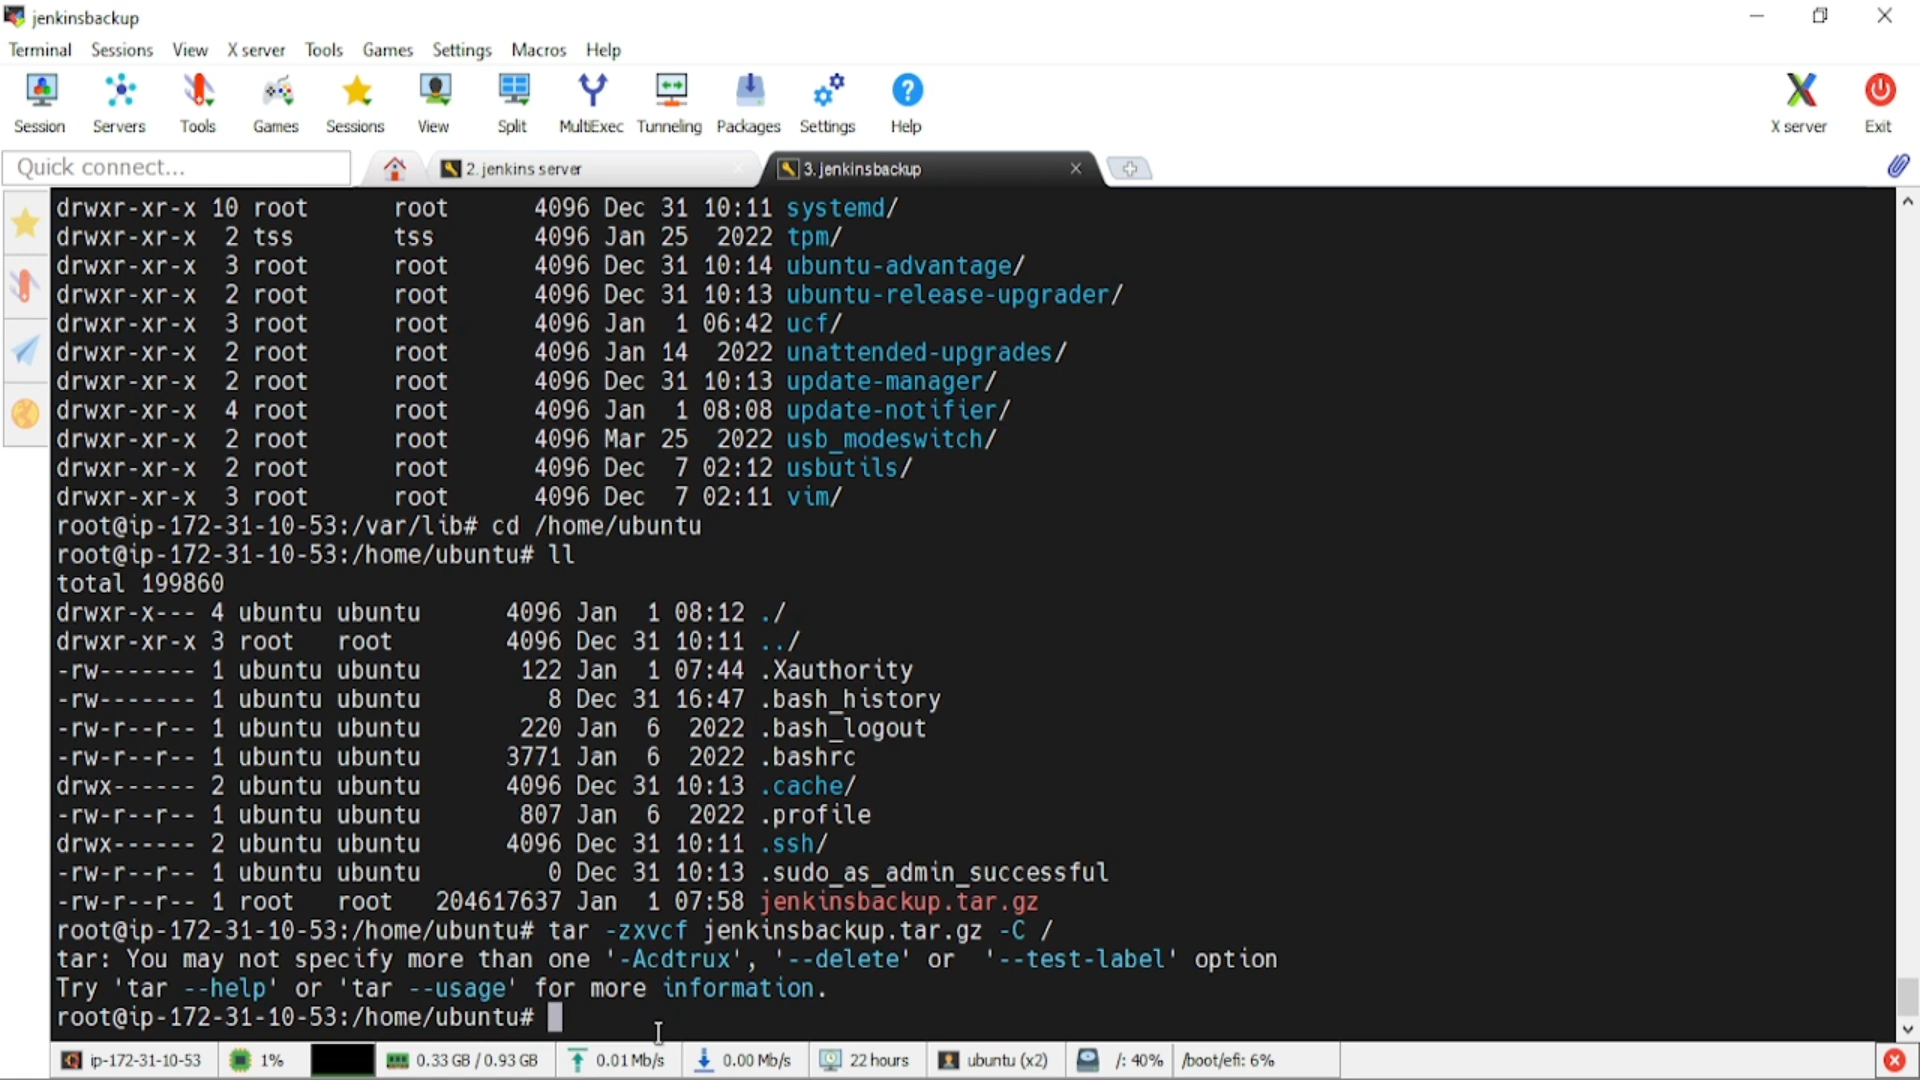 jenkinsbackup
Terminal Sessions View X server Tools Games Settings Macros Help
Session Servers Tools Games Sessions View Split MultiExec Tunneling Packages Settings Help X server Exit
Quick connect... 2. jenkins server 3. jenkinsbackup
drwxr-xr-x 10 root      root      4096 Dec 31 10:11 systemd/
drwxr-xr-x  2 tss       tss       4096 Jan 25  2022 tpm/
drwxr-xr-x  3 root      root      4096 Dec 31 10:14 ubuntu-advantage/
drwxr-xr-x  2 root      root      4096 Dec 31 10:13 ubuntu-release-upgrader/
drwxr-xr-x  3 root      root      4096 Jan  1 06:42 ucf/
drwxr-xr-x  2 root      root      4096 Jan 14  2022 unattended-upgrades/
drwxr-xr-x  2 root      root      4096 Dec 31 10:13 update-manager/
drwxr-xr-x  4 root      root      4096 Jan  1 08:08 update-notifier/
drwxr-xr-x  2 root      root      4096 Mar 25  2022 usb_modeswitch/
drwxr-xr-x  2 root      root      4096 Dec  7 02:12 usbutils/
drwxr-xr-x  3 root      root      4096 Dec  7 02:11 vim/
root@ip-172-31-10-53:/var/lib# cd /home/ubuntu
root@ip-172-31-10-53:/home/ubuntu# ll
total 199860
drwxr-x--- 4 ubuntu ubuntu      4096 Jan  1 08:12 ./
drwxr-xr-x 3 root   root        4096 Dec 31 10:11 ../
-rw------- 1 ubuntu ubuntu       122 Jan  1 07:44 .Xauthority
-rw------- 1 ubuntu ubuntu         8 Dec 31 16:47 .bash_history
-rw-r--r-- 1 ubuntu ubuntu       220 Jan  6  2022 .bash_logout
-rw-r--r-- 1 ubuntu ubuntu      3771 Jan  6  2022 .bashrc
drwx------ 2 ubuntu ubuntu      4096 Dec 31 10:13 .cache/
-rw-r--r-- 1 ubuntu ubuntu       807 Jan  6  2022 .profile
drwx------ 2 ubuntu ubuntu      4096 Dec 31 10:11 .ssh/
-rw-r--r-- 1 ubuntu ubuntu         0 Dec 31 10:13 .sudo_as_admin_successful
-rw-r--r-- 1 root   root   204617637 Jan  1 07:58 jenkinsbackup.tar.gz
root@ip-172-31-10-53:/home/ubuntu# tar -zxvcf jenkinsbackup.tar.gz -C /
tar: You may not specify more than one '-Acdtrux', '--delete' or  '--test-label' option
Try 'tar --help' or 'tar --usage' for more information.
root@ip-172-31-10-53:/home/ubuntu#
ip-172-31-10-53 1% 0.33 GB / 0.93 GB 0.01 Mb/s 0.00 Mb/s 22 hours ubuntu (x2) /: 40% /boot/efi: 6%